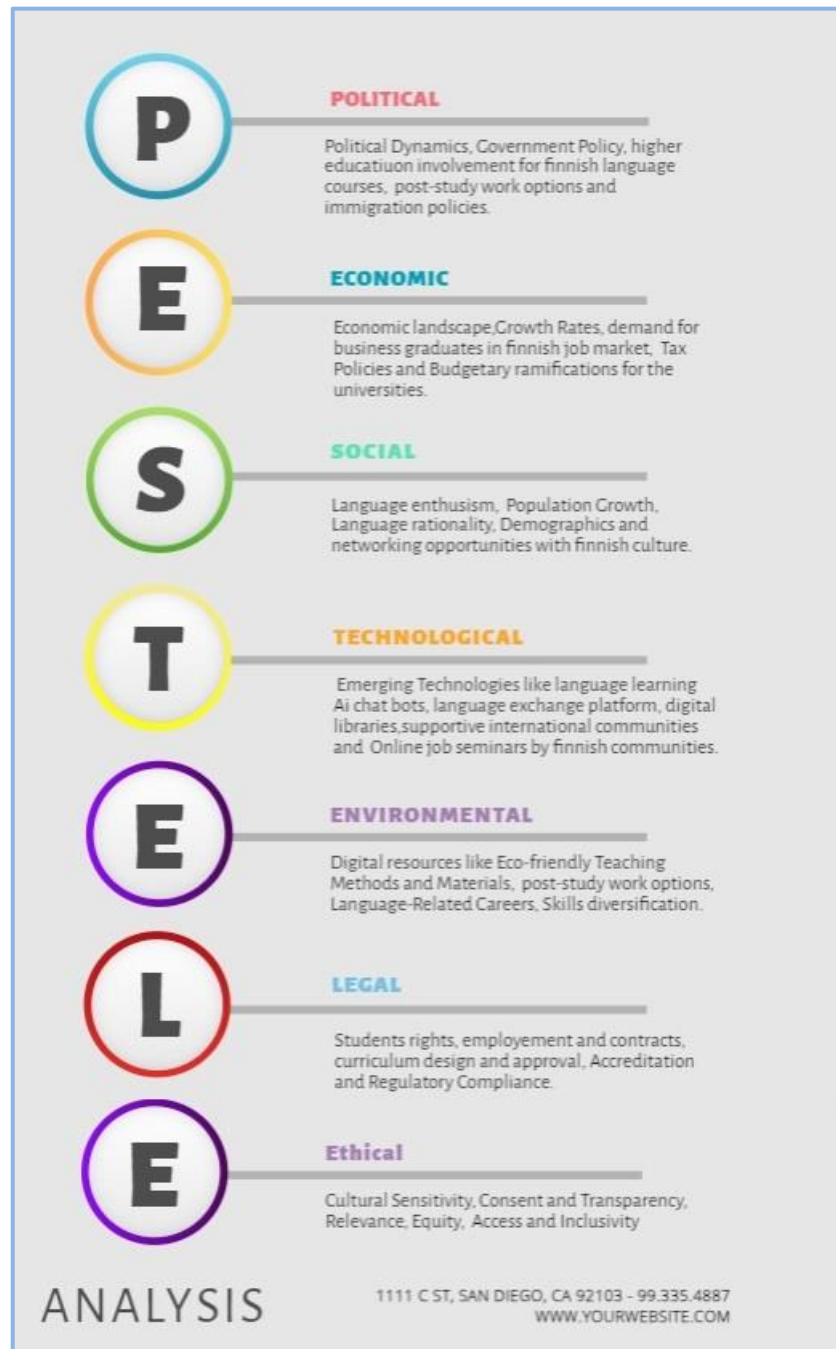 P
POLITICAL
Political Dynamics, Government Policy, higher
educatiuon involvement for finnish language
courses, post-study work options and
immigration policies.
E
ECONOMIC
Economic landscape,Growth Rates, demand for
business graduates in finnish job market, Tax
Policies and Budgetary ramifications for the
universities.
S
SOCIAL
Language enthusism, Population Growth,
Language rationality, Demographics and
networking opportunities with finnish culture.
T
TECHNOLOGICAL
Emerging Technologies like language learning
Ai chat bots, language exchange platform, digital
libraries,supportive international communities
and Online job seminars by finnish communities.
E
ENVIRONMENTAL
Digital resources like Eco-friendly Teaching
Methods and Materials, post-study work options,
Language-Related Careers, Skills diversification.
L
LEGAL
Students rights, employement and contracts,
curriculum design and approval, Accreditation
and Regulatory Compliance.
E
Ethical
Cultural Sensitivity, Consent and Transparency,
Relevance, Equity, Access and Inclusivity
ANALYSIS
1111 C ST, SAN DIEGO, CA 92103 - 99.335.4887
WWW.YOURWEBSITE.COM